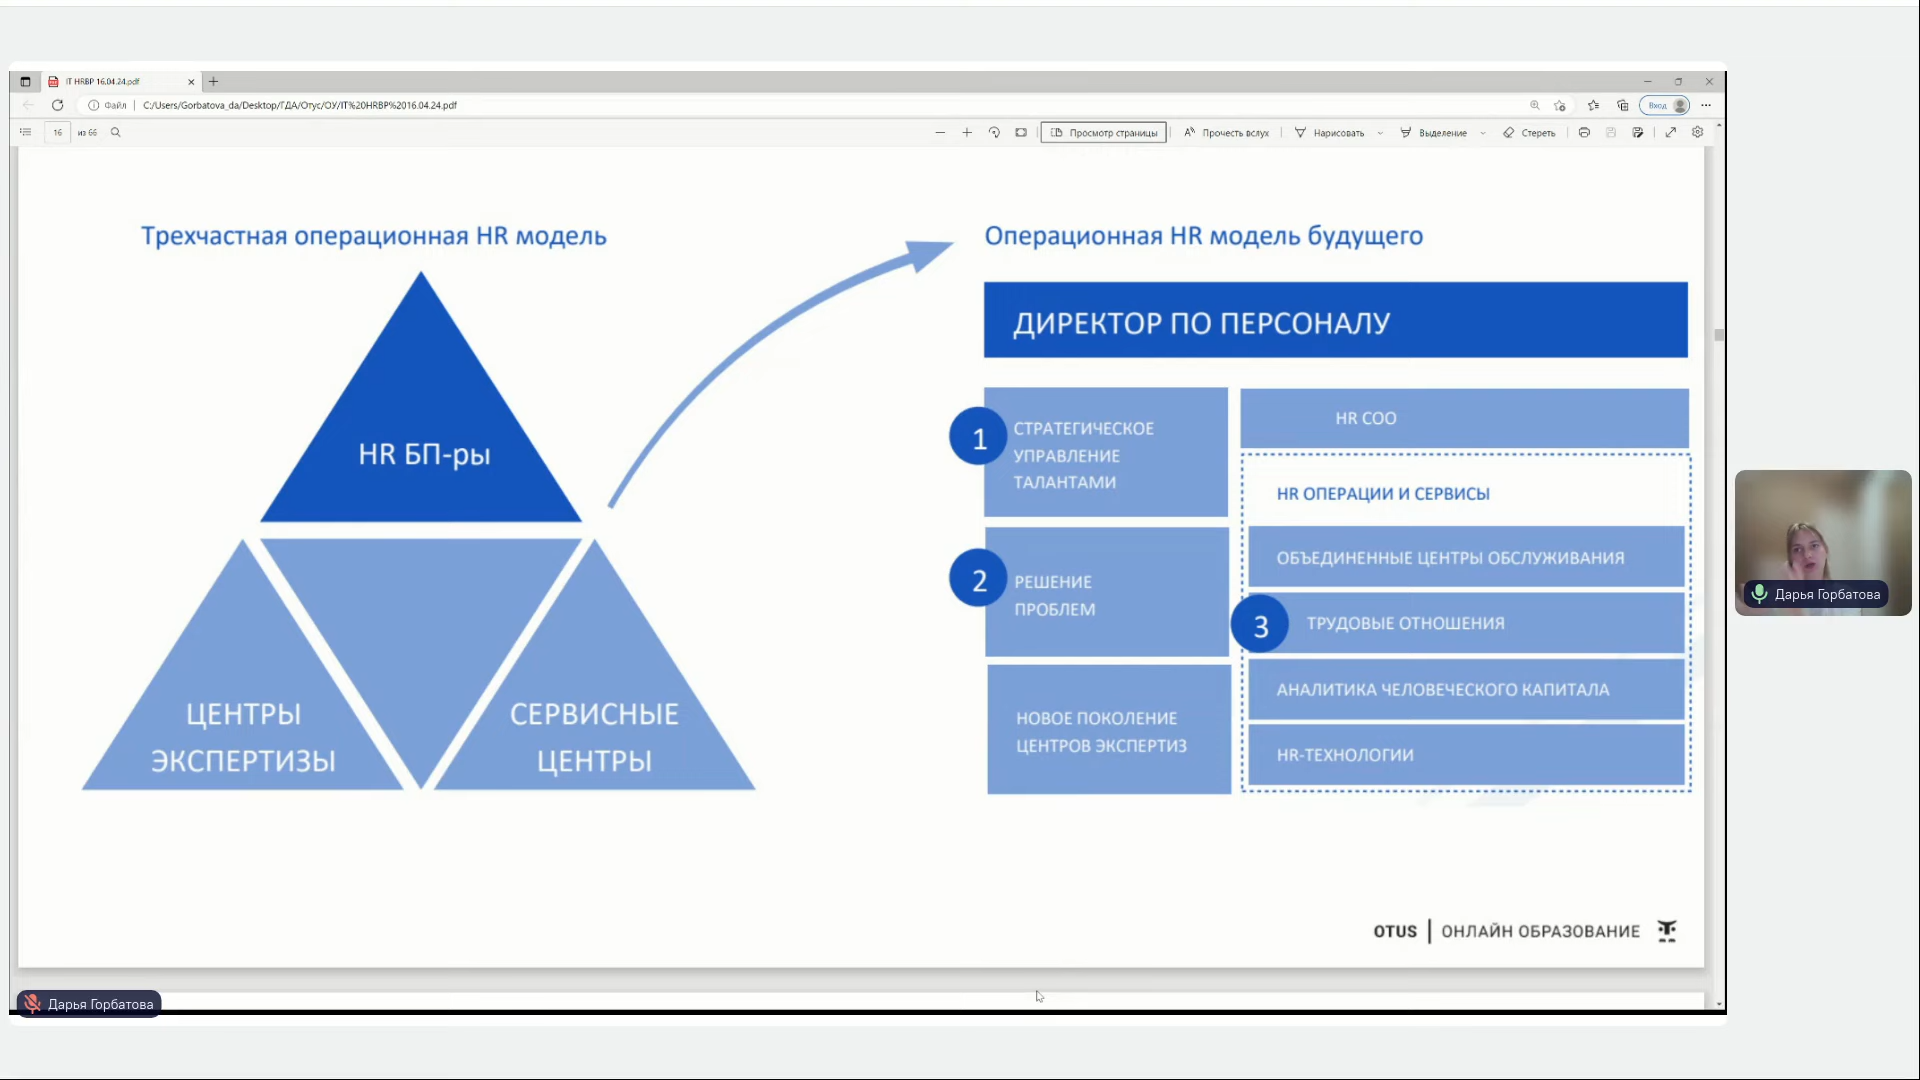 IT HRBP 16.04.24.pdf
Файл
C:/Users/Gorbatova_da/Desktop/ГДА/Отус/ОУ/IT%20HRBP%2016.04.24.pdf
Вход
16 из 66
Просмотр страницы
Прочесть вслух
Нарисовать
Выделение
Стереть
Трехчастная операционная HR модель
HR БП-ры
ЦЕНТРЫ
ЭКСПЕРТИЗЫ
СЕРВИСНЫЕ
ЦЕНТРЫ
Операционная HR модель будущего
ДИРЕКТОР ПО ПЕРСОНАЛУ
1
СТРАТЕГИЧЕСКОЕ
УПРАВЛЕНИЕ
ТАЛАНТАМИ
2
РЕШЕНИЕ
ПРОБЛЕМ
НОВОЕ ПОКОЛЕНИЕ
ЦЕНТРОВ ЭКСПЕРТИЗ
HR COO
HR ОПЕРАЦИИ И СЕРВИСЫ
ОБЪЕДИНЕННЫЕ ЦЕНТРЫ ОБСЛУЖИВАНИЯ
3
ТРУДОВЫЕ ОТНОШЕНИЯ
АНАЛИТИКА ЧЕЛОВЕЧЕСКОГО КАПИТАЛА
HR-ТЕХНОЛОГИИ
OTUS | ОНЛАЙН ОБРАЗОВАНИЕ
Дарья Горбатова
Дарья Горбатова